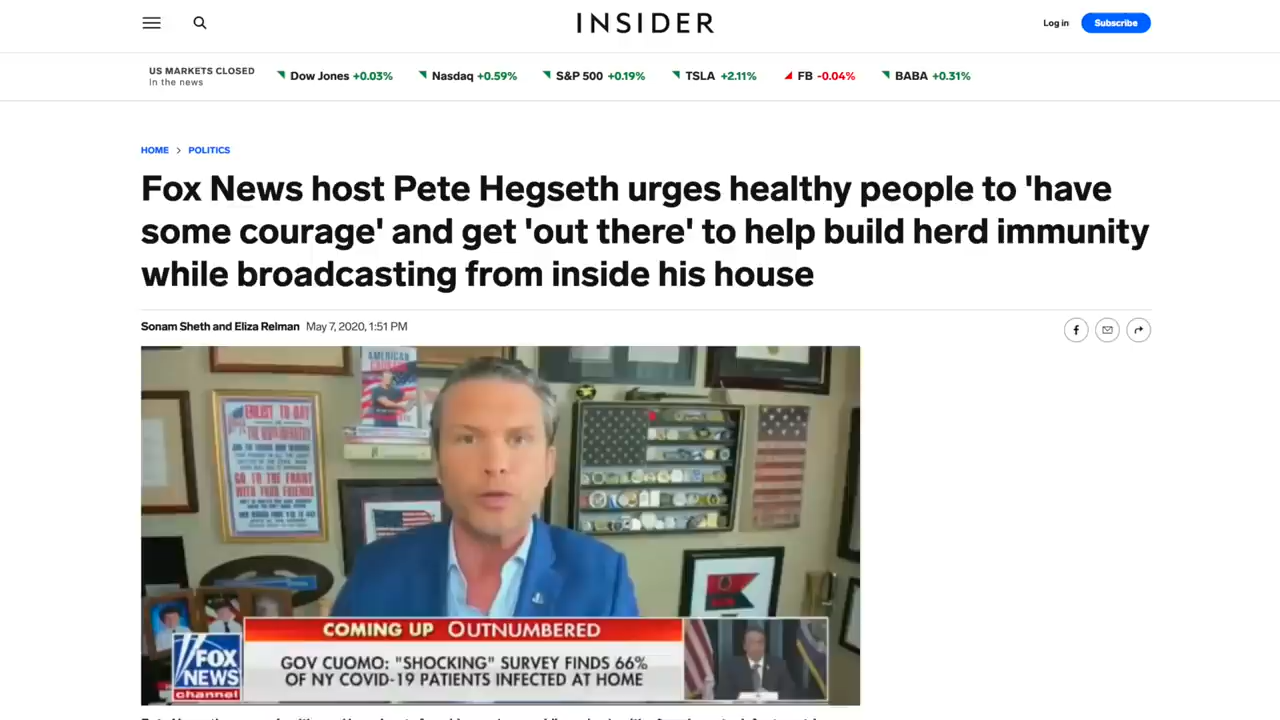 INSIDER
Log in
Subscribe
US MARKETS CLOSED
In the news
Dow Jones +0.03%
Nasdaq +0.59%
S&P 500 +0.19%
TSLA +2.11%
FB -0.04%
BABA +0.31%
HOME > POLITICS
Fox News host Pete Hegseth urges healthy people to 'have
some courage' and get 'out there' to help build herd immunity
while broadcasting from inside his house
Sonam Sheth and Eliza Relman May 7, 2020, 1:51 PM
AMERICAN
ENLIST TO-DAY
GO TO THE FRONT
WITH YOUR FRIENDS
COMING UP OUTNUMBERED
FOX
NEWS
channel
GOV CUOMO: "SHOCKING" SURVEY FINDS 66%
OF NY COVID-19 PATIENTS INFECTED AT HOME